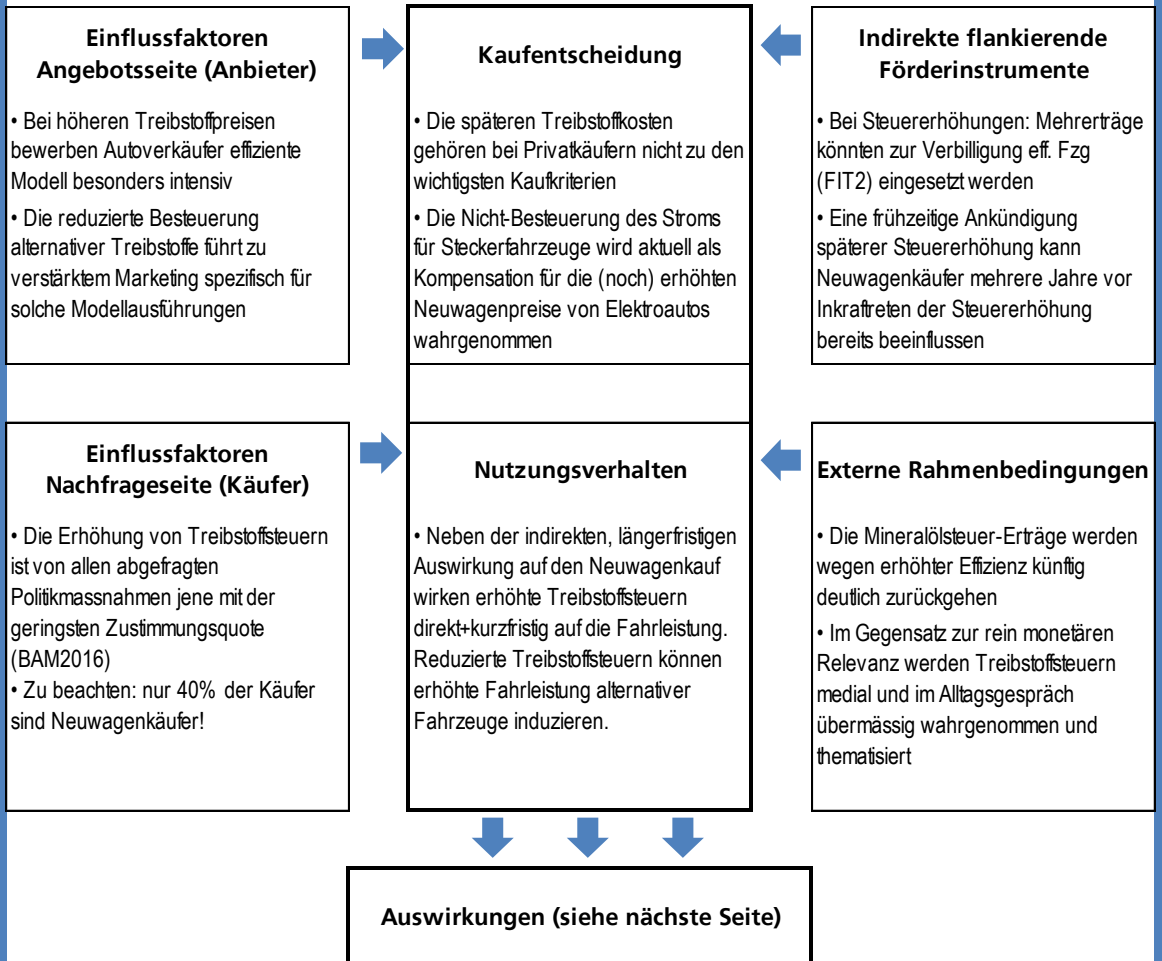 Einflussfaktoren
Angebotsseite (Anbieter)
• Bei höheren Treibstoffpreisen
bewerben Autoverkäufer effiziente
Modell besonders intensiv
• Die reduzierte Besteuerung
alternativer Treibstoffe führt zu
verstärktem Marketing spezifisch für
solche Modellausführungen
Kaufentscheidung
• Die späteren Treibstoffkosten
gehören bei Privatkäufern nicht zu den
wichtigsten Kaufkriterien
• Die Nicht-Besteuerung des Stroms
für Steckerfahrzeuge wird aktuell als
Kompensation für die (noch) erhöhten
Neuwagenpreise von Elektroautos
wahrgenommen
Indirekte flankierende
Förderinstrumente
• Bei Steuererhöhungen: Mehrerträge
könnten zur Verbilligung eff. Fzg
(FIT2) eingesetzt werden
• Eine frühzeitige Ankündigung
späterer Steuererhöhung kann
Neuwagenkäufer mehrere Jahre vor
Inkraftreten der Steuererhöhung
bereits beeinflussen
Einflussfaktoren
Nachfrageseite (Käufer)
• Die Erhöhung von Treibstoffsteuern
ist von allen abgefragten
Politikmassnahmen jene mit der
geringsten Zustimmungsquote
(BAM2016)
• Zu beachten: nur 40% der Käufer
sind Neuwagenkäufer!
Nutzungsverhalten
• Neben der indirekten, längerfristigen
Auswirkung auf den Neuwagenkauf
wirken erhöhte Treibstoffsteuern
direkt+kurzfristig auf die Fahrleistung.
Reduzierte Treibstoffsteuern können
erhöhte Fahrleistung alternativer
Fahrzeuge induzieren.
Externe Rahmenbedingungen
• Die Mineralölsteuer-Erträge werden
wegen erhöhter Effizienz künftig
deutlich zurückgehen
• Im Gegensatz zur rein monetären
Relevanz werden Treibstoffsteuern
medial und im Alltagsgespräch
übermässig wahrgenommen und
thematisiert
Auswirkungen (siehe nächste Seite)